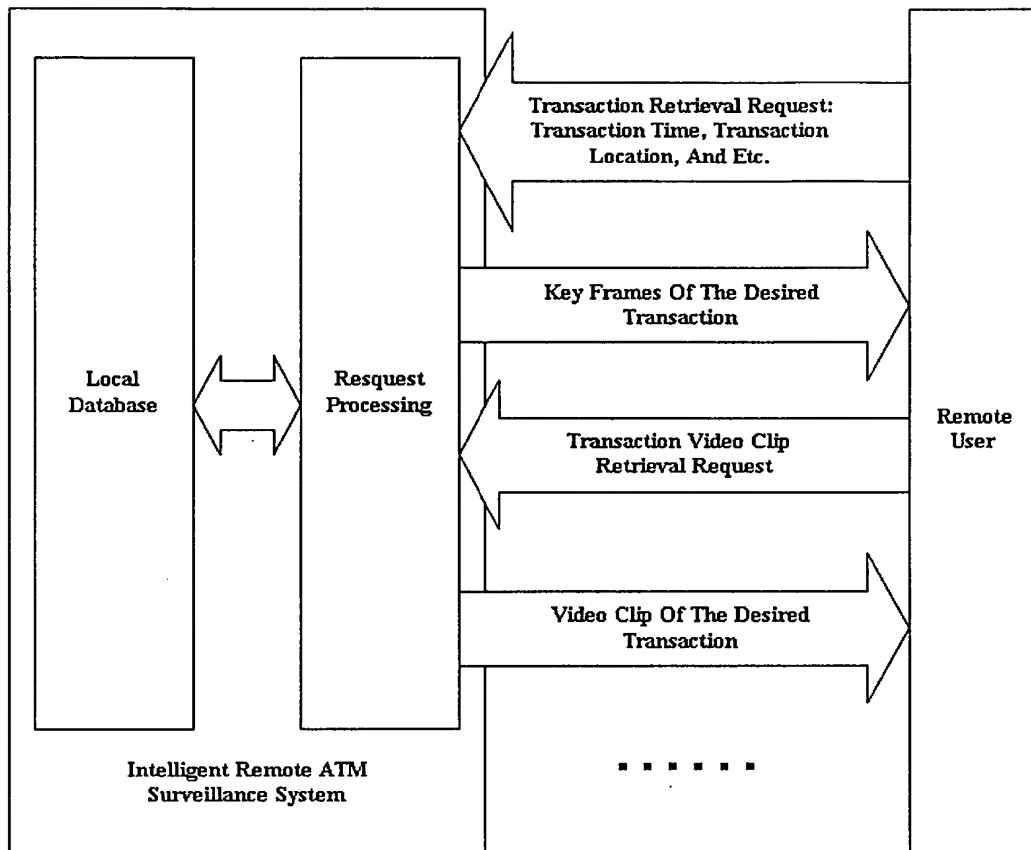 Transaction Retrieval Request:
Transaction Time, Transaction
Location, And Etc.
Key Frames Of The Desired
Transaction
Local
Database
Resquest
Processing
Transaction Video Clip
Retrieval Request
Remote
User
Video Clip Of The Desired
Transaction
Intelligent Remote ATM
Surveillance System